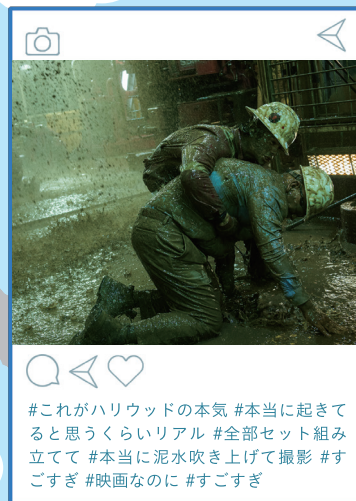 #これがハリウッドの本気 #本当に起きて
ると思うくらいリアル #全部セット組み
立てて #本当に泥水吹き上げて撮影 #す
ごすぎ #映画なのに #すごすぎ